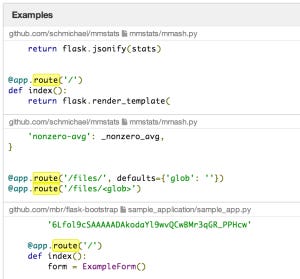 Examples
github.com/schmichael/mmstats mmstats/mmash.py
return flask.jsonify(stats)
@app.route('/')
def index():
return flask.render_template(
github.com/schmichael/mmstats mmstats/mmash.py
'nonzero-avg': _nonzero_avg,
}
@app.route('/files/', defaults={'glob': ''})
@app.route('/files/<glob>')
github.com/mbr/flask-bootstrap sample_application/sample_app.py
'6Lfol9cSAAAAADAkodaYl9wvQCwBMr3qGR_PPHcw'
@app.route('/')
def index():
form = ExampleForm()